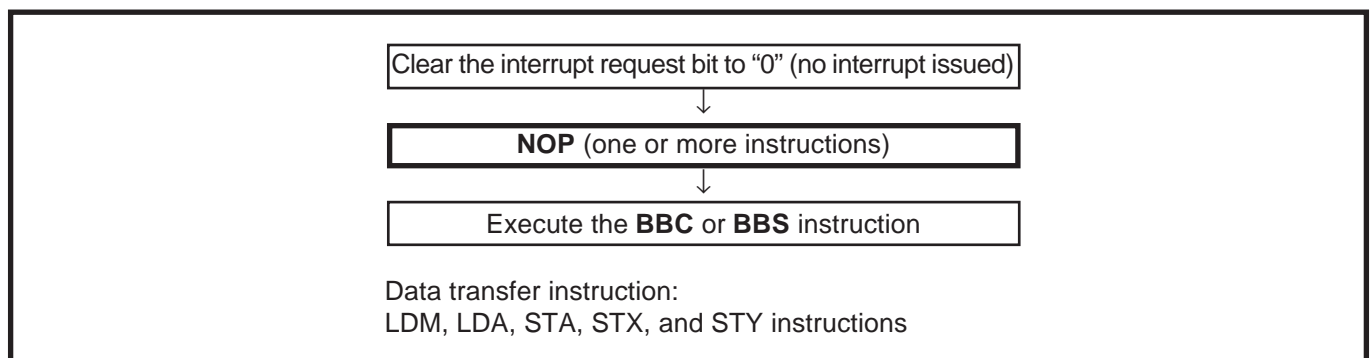 Clear the interrupt request bit to “0” (no interrupt issued)
NOP (one or more instructions)
Execute the BBC or BBS instruction
Data transfer instruction:
LDM, LDA, STA, STX, and STY instructions